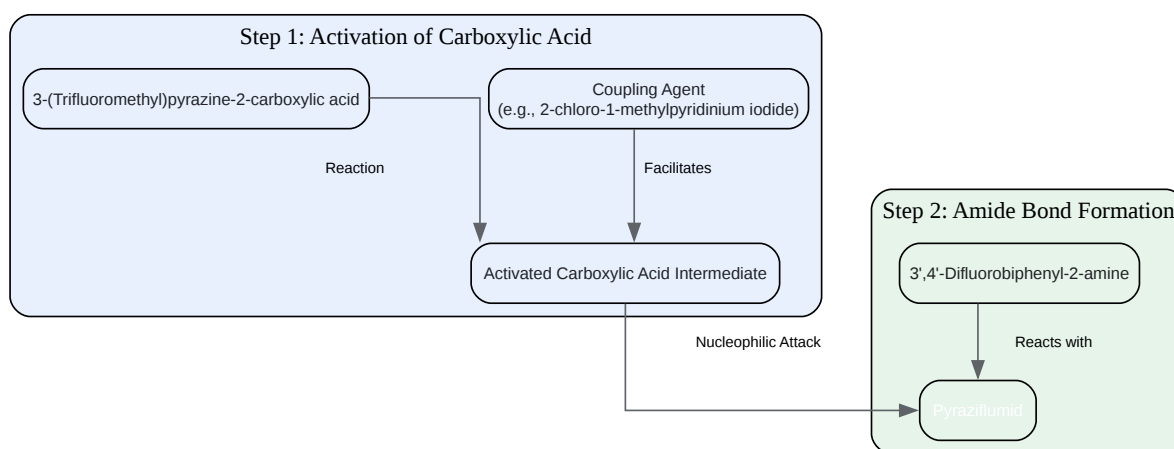 Step 1: Activation of Carboxylic Acid
3-(Trifluoromethyl)pyrazine-2-carboxylic acid
Coupling Agent
(e.g., 2-chloro-1-methylpyridinium iodide)
Reaction
Facilitates
Activated Carboxylic Acid Intermediate
Step 2: Amide Bond Formation
3',4'-Difluorobiphenyl-2-amine
Nucleophilic Attack
Reacts with
Pyraziflumid